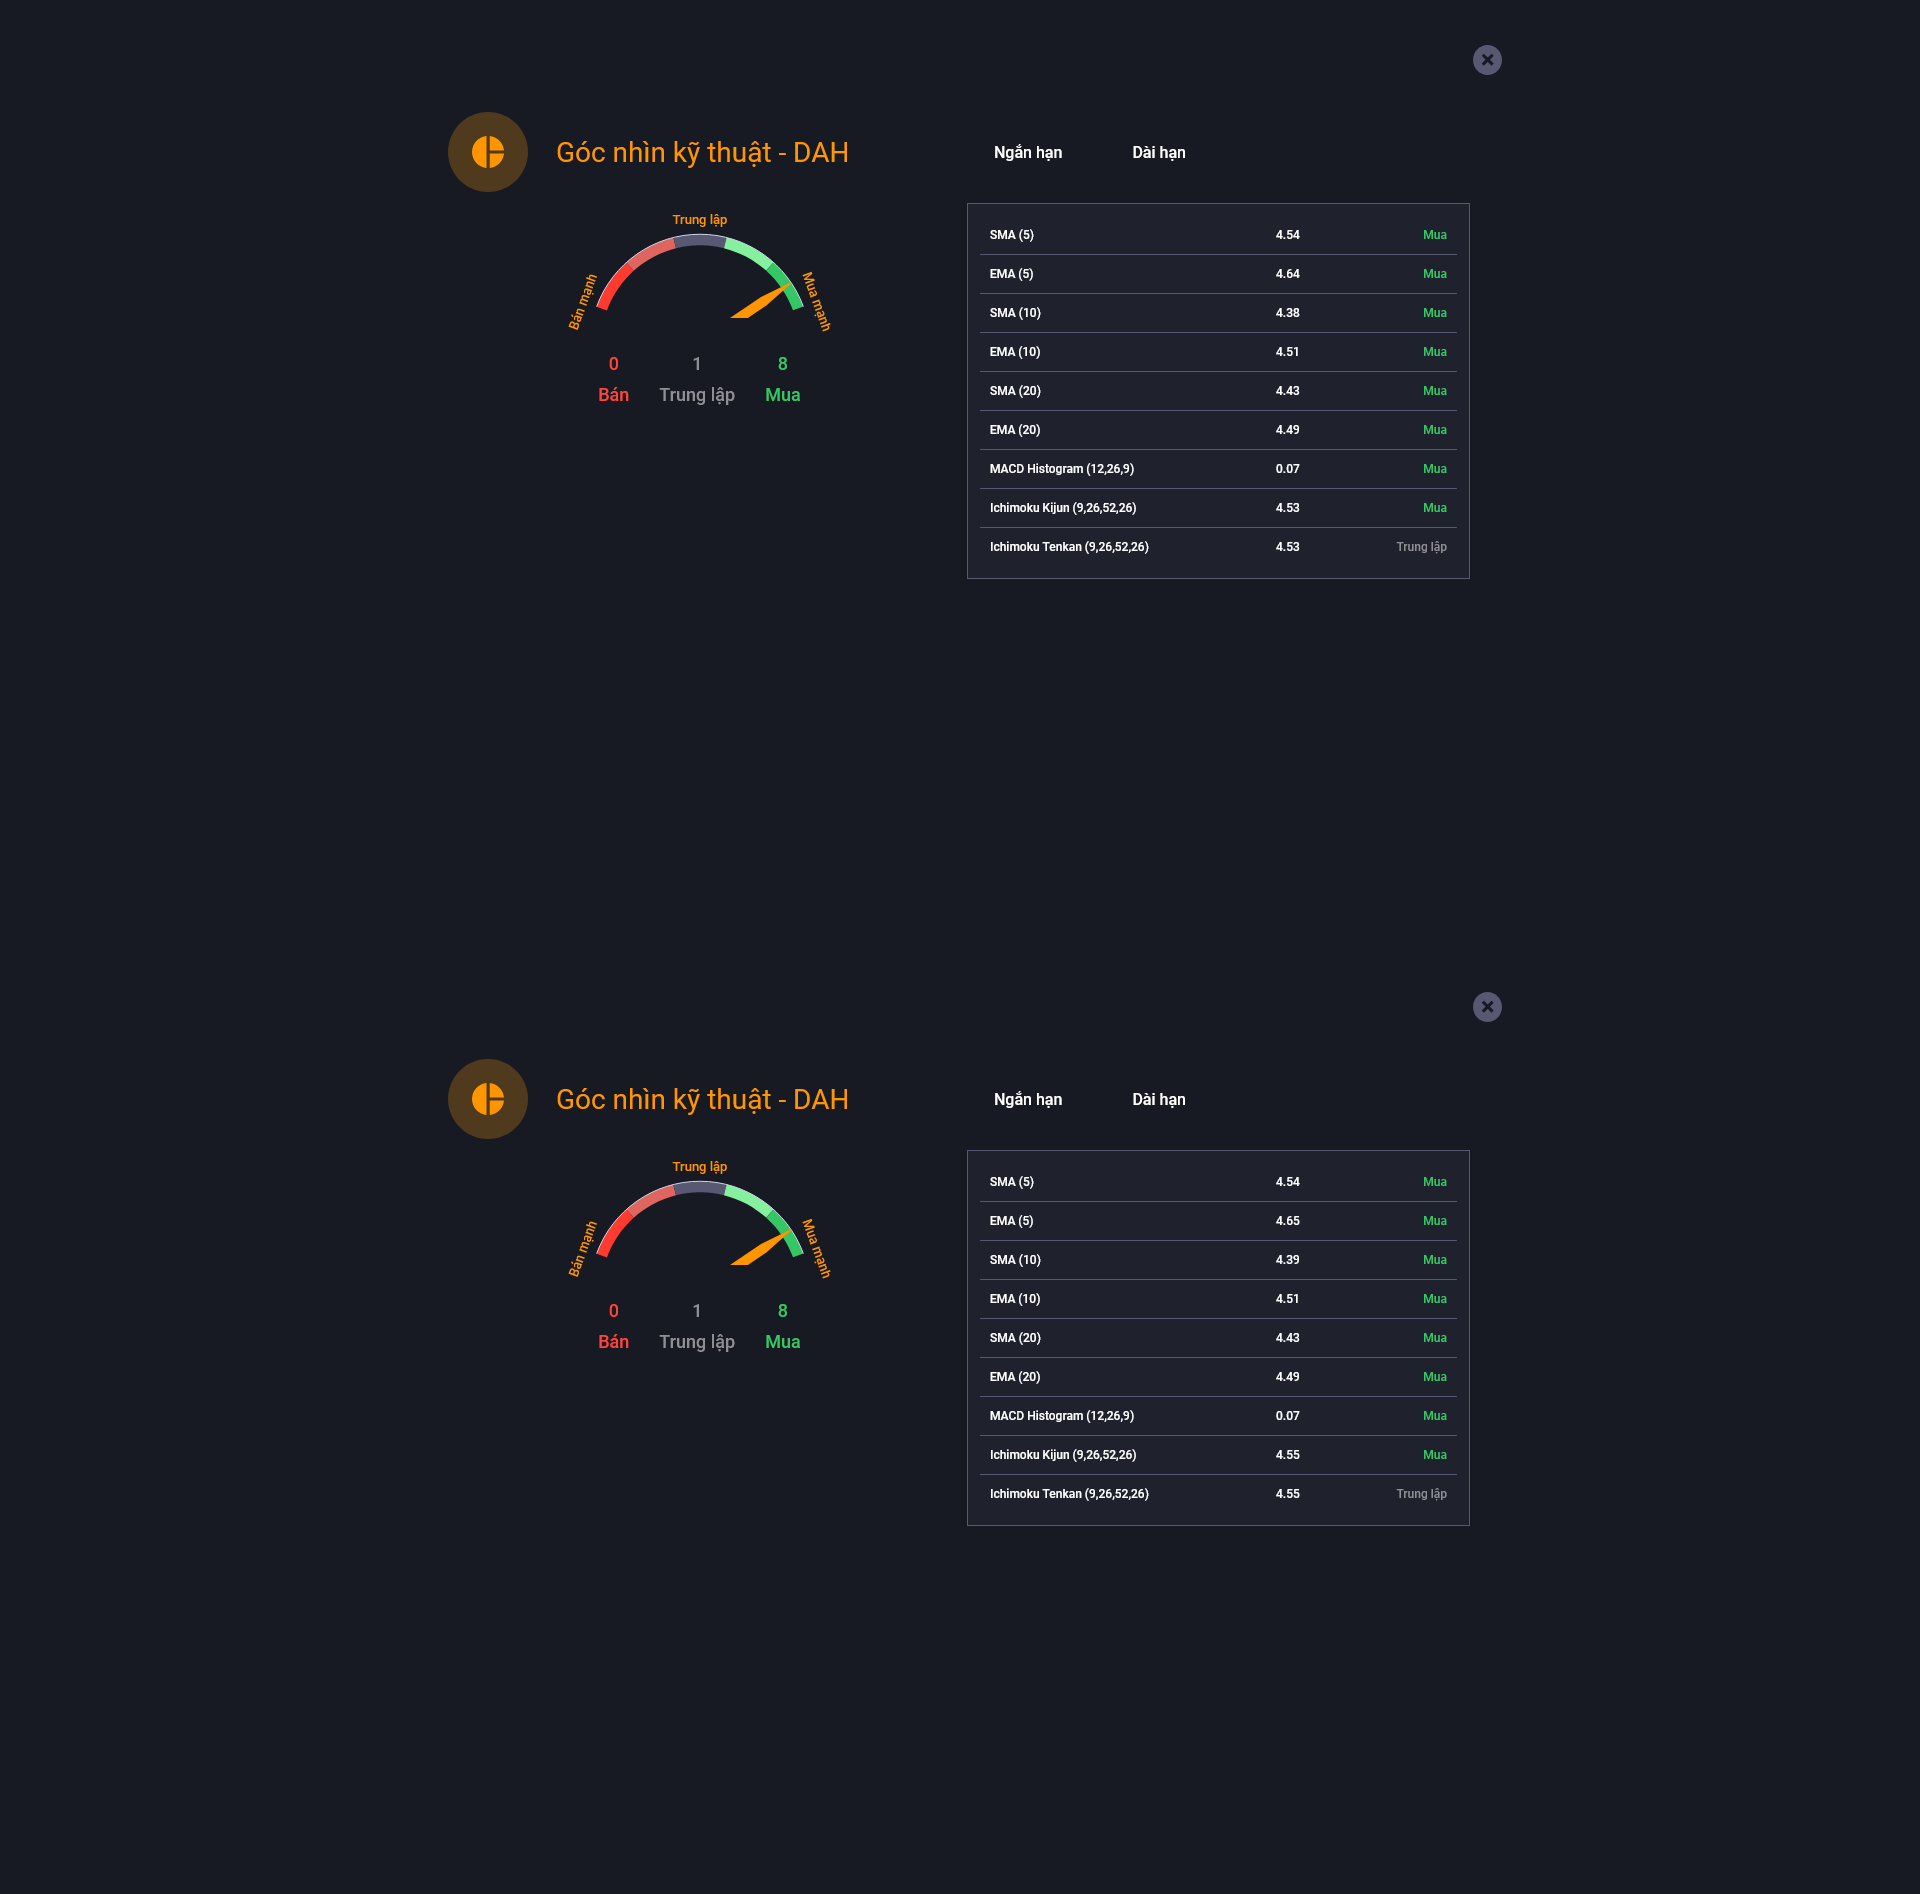 Góc nhìn kỹ thuật - DAH
Ngắn hạn Dài hạn
Trung lập
Bán mạnh
Mua mạnh
0 1 8
Bán Trung lập Mua
SMA (5) 4.54 Mua
EMA (5) 4.64 Mua
SMA (10) 4.38 Mua
EMA (10) 4.51 Mua
SMA (20) 4.43 Mua
EMA (20) 4.49 Mua
MACD Histogram (12,26,9) 0.07 Mua
Ichimoku Kijun (9,26,52,26) 4.53 Mua
Ichimoku Tenkan (9,26,52,26) 4.53 Trung lập
Góc nhìn kỹ thuật - DAH
Ngắn hạn Dài hạn
Trung lập
Bán mạnh
Mua mạnh
0 1 8
Bán Trung lập Mua
SMA (5) 4.54 Mua
EMA (5) 4.65 Mua
SMA (10) 4.39 Mua
EMA (10) 4.51 Mua
SMA (20) 4.43 Mua
EMA (20) 4.49 Mua
MACD Histogram (12,26,9) 0.07 Mua
Ichimoku Kijun (9,26,52,26) 4.55 Mua
Ichimoku Tenkan (9,26,52,26) 4.55 Trung lập